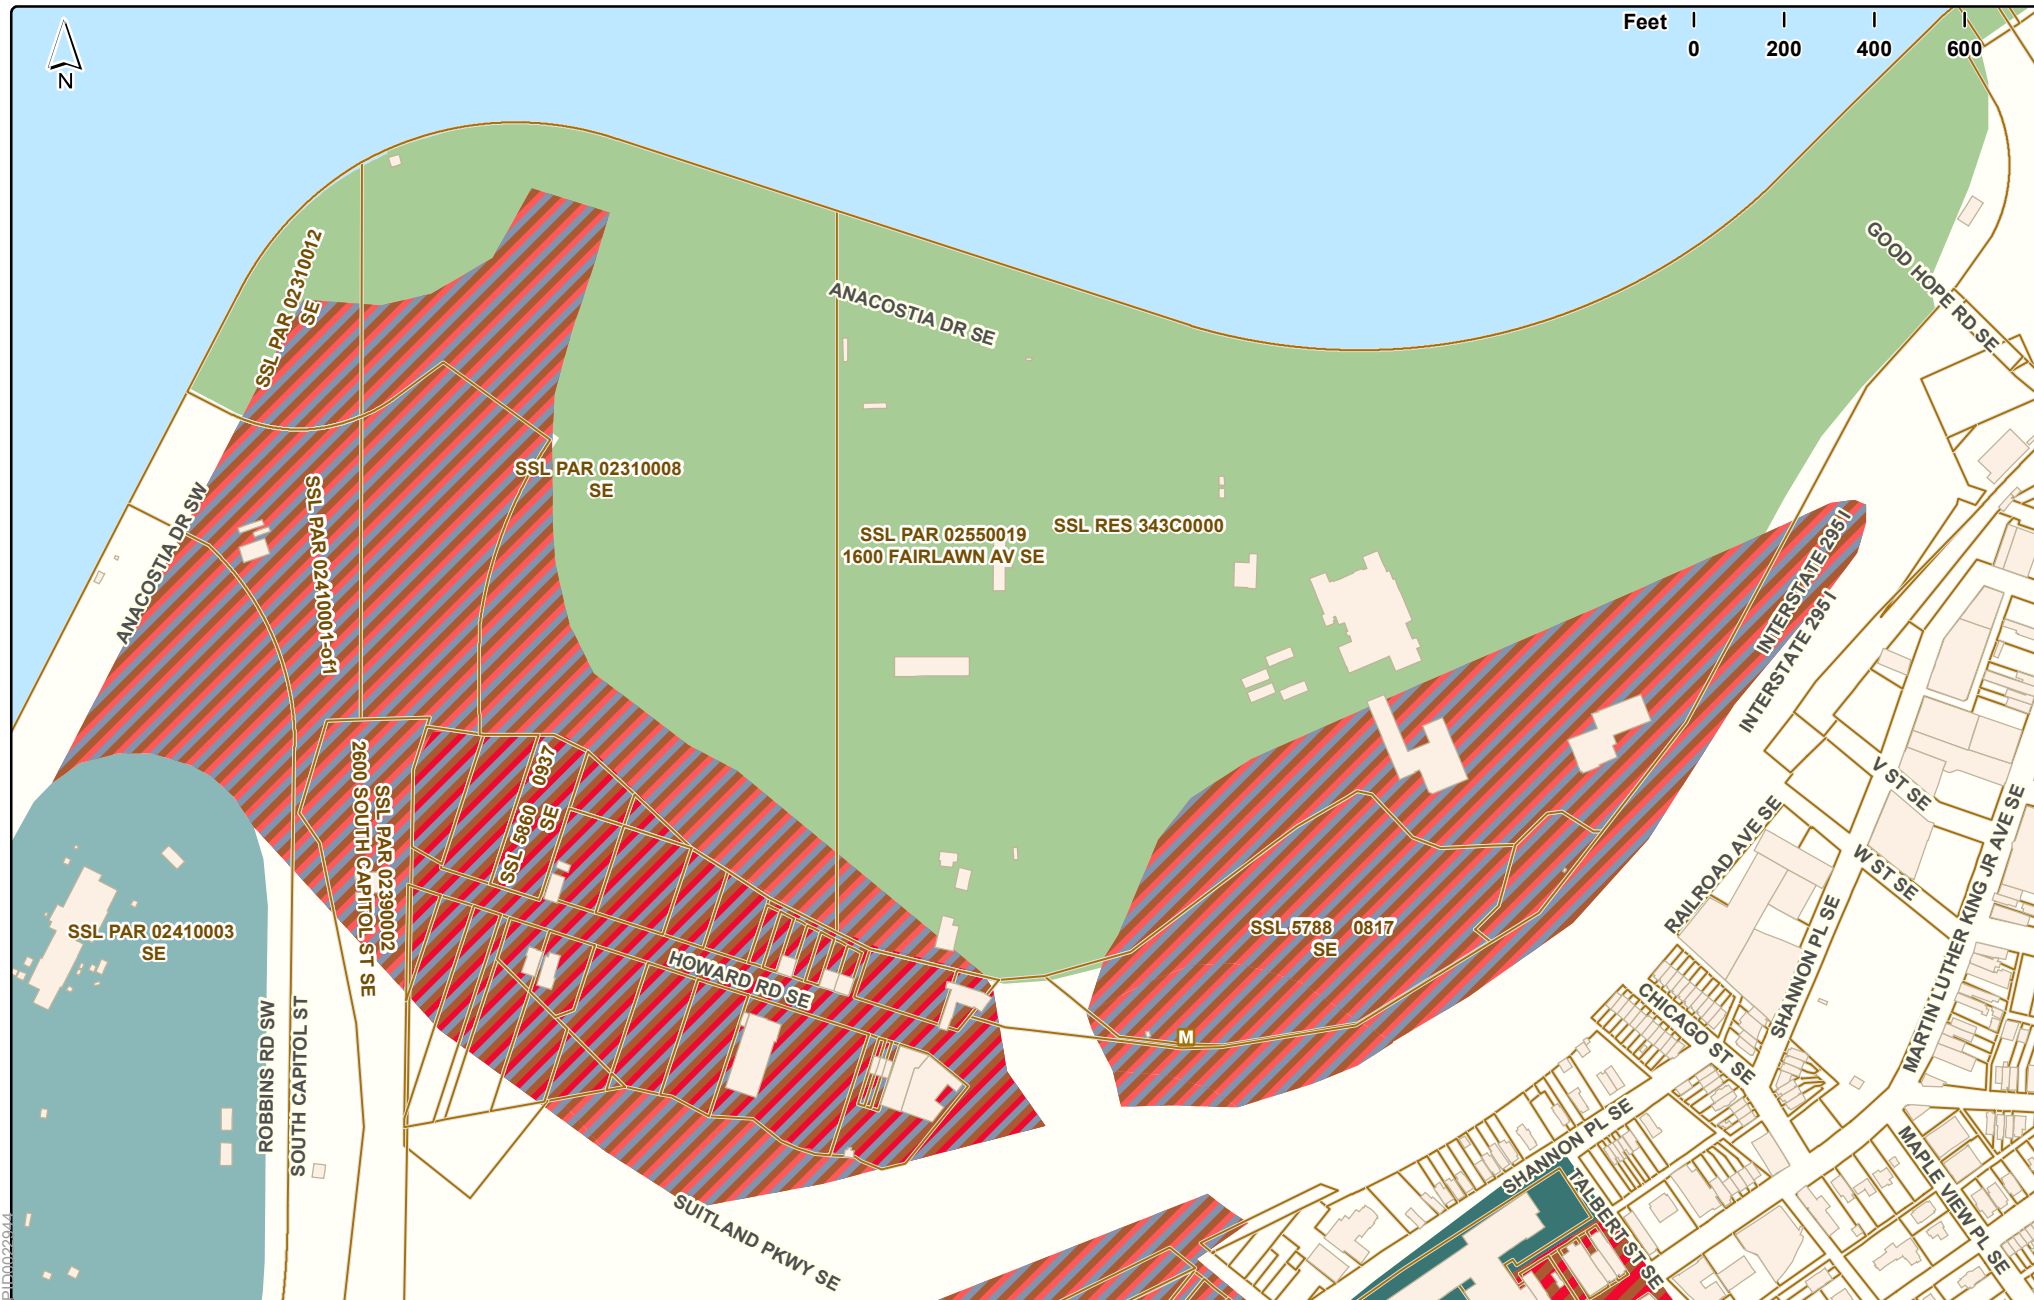 Feet
0 200 400 600
N
GOOD HOPE RD SE
SSL PAR 02310012
SE
ANACOSTIA DR SE
SSL PAR 02310008
SE
SSL PAR 02550019
1600 FAIRLAWN AV SE
SSL RES 343C0000
ANACOSTIA DR SW
SSL PAR 02410001-of1
INTERSTATE 295 I
INTERSTATE 295 I
2600 SOUTH CAPITOL ST SE
SSL PAR 02390002
SSL 5860 0937
SE
V ST SE
W ST SE
RAILROAD AVE SE
MARTIN LUTHER KING JR AVE SE
SHANNON PL SE
SSL PAR 02410003
SE
SSL 5788 0817
SE
HOWARD RD SE
M
CHICAGO ST SE
ROBBINS RD SW
SOUTH CAPITOL ST
SHANNON PL SE
TALBERT ST SE
MAPLE VIEW PL SE
SUITLAND PKWY SE